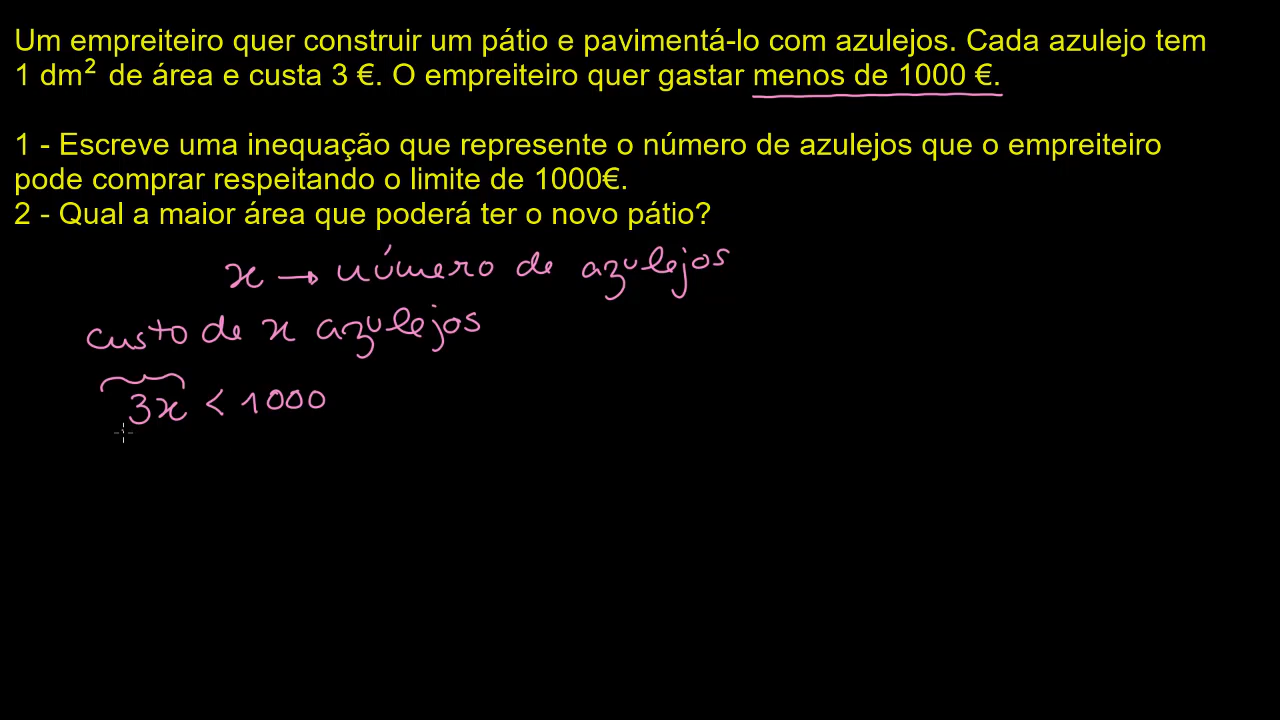 Um empreiteiro quer construir um pátio e pavimentá-lo com azulejos. Cada azulejo tem
1 dm² de área e custa 3 €. O empreiteiro quer gastar menos de 1000 €.
1 - Escreve uma inequação que represente o número de azulejos que o empreiteiro
pode comprar respeitando o limite de 1000€.
2 - Qual a maior área que poderá ter o novo pátio?
x → número de azulejos
custo de x azulejos
3x < 1000